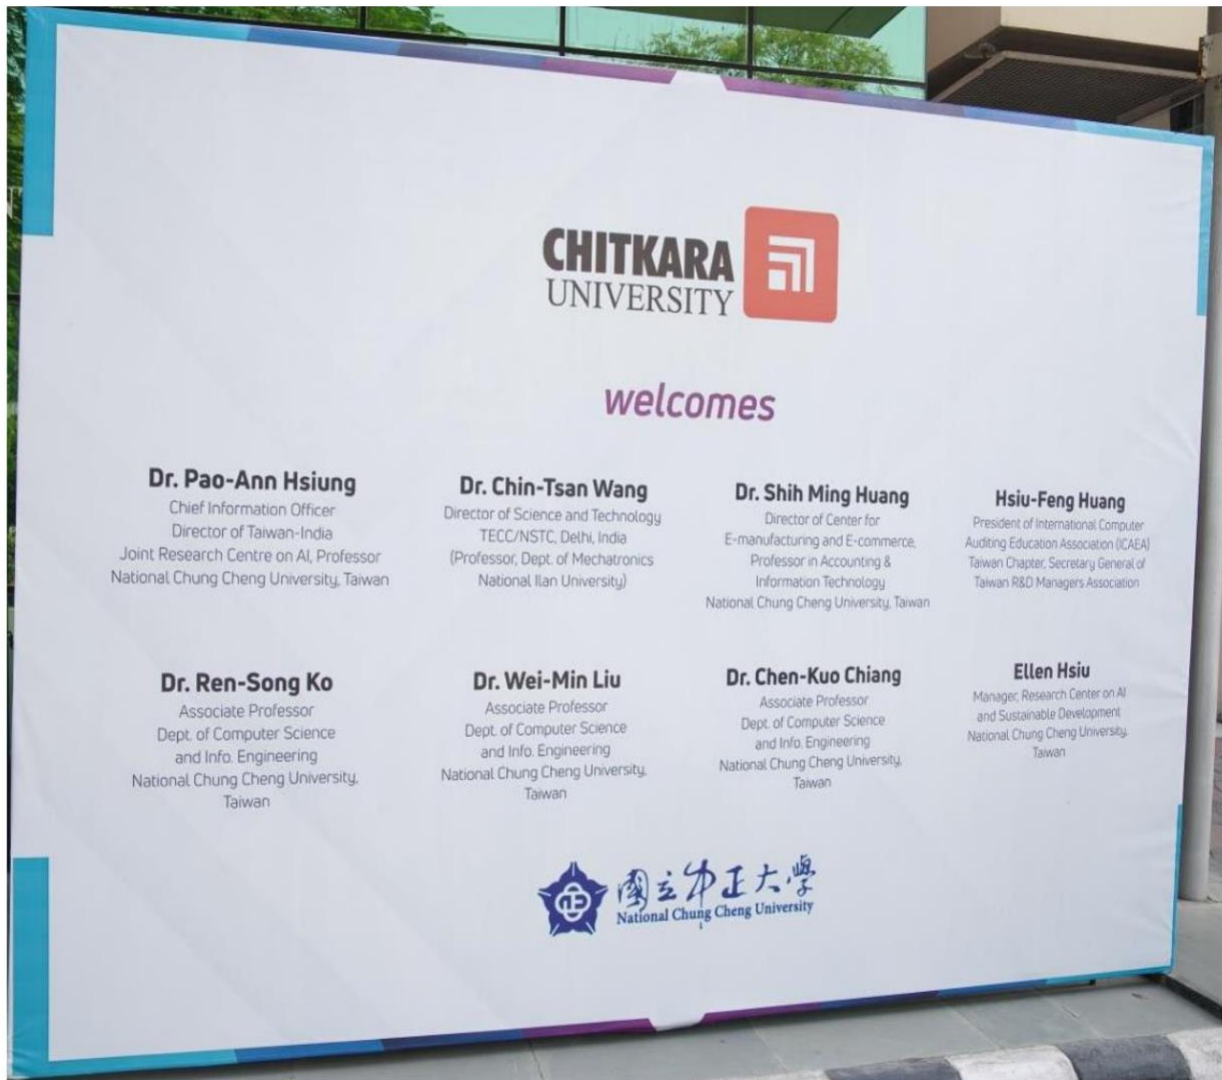 CHITKARA
UNIVERSITY
welcomes
Dr. Pao-Ann Hsiung
Chief Information Officer
Director of Taiwan-India
Joint Research Centre on AI, Professor
National Chung Cheng University, Taiwan
Dr. Chin-Tsan Wang
Director of Science and Technology
TECC/NSTC, Delhi, India
(Professor, Dept. of Mechatronics
National Ilan University)
Dr. Shih Ming Huang
Director of Center for
E-manufacturing and E-commerce,
Professor in Accounting &
Information Technology
National Chung Cheng University, Taiwan
Hsiu-Feng Huang
President of International Computer
Auditing Education Association (ICAEA)
Taiwan Chapter, Secretary General of
Taiwan R&D Managers Association
Dr. Ren-Song Ko
Associate Professor
Dept. of Computer Science
and Info. Engineering
National Chung Cheng University,
Taiwan
Dr. Wei-Min Liu
Associate Professor
Dept. of Computer Science
and Info. Engineering
National Chung Cheng University,
Taiwan
Dr. Chen-Kuo Chiang
Associate Professor
Dept. of Computer Science
and Info. Engineering
National Chung Cheng University,
Taiwan
Ellen Hsiu
Manager, Research Center on AI
and Sustainable Development
National Chung Cheng University,
Taiwan
國立中正大學
National Chung Cheng University